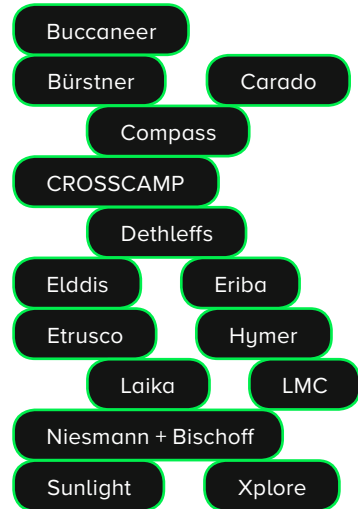 Buccaneer
Bürstner Carado
Compass
CROSSCAMP
Dethleffs
Elddis Eriba
Etrusco Hymer
Laika LMC
Niesmann + Bischoff
Sunlight Xplore